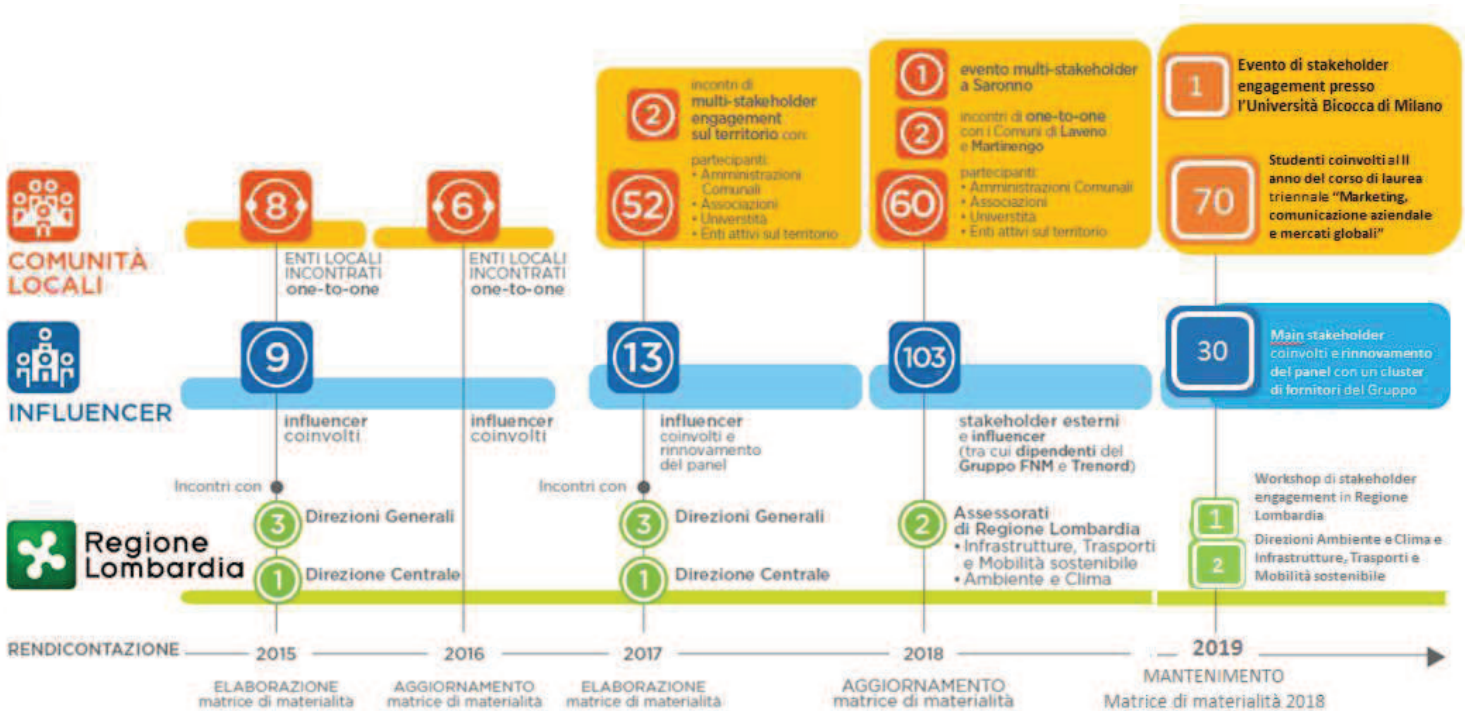 COMUNITÀ
LOCALI
8
ENTI LOCALI
INCONTRATI
one-to-one
6
ENTI LOCALI
INCONTRATI
one-to-one
2
incontri di
multi-stakeholder
engagement
sul territorio con:
52
partecipanti:
• Amministrazioni
Comunali
• Associazioni
• Universtità
• Enti attivi sul territorio
1
evento multi-stakeholder
a Saronno
2
incontri di one-to-one
con i Comuni di Laveno
e Martinengo
60
partecipanti:
• Amministrazioni Comunali
• Associazioni
• Universtità
• Enti attivi sul territorio
1
Evento di stakeholder
engagement presso
l'Università Bicocca di Milano
70
Studenti coinvolti al II
anno del corso di laurea
triennale "Marketing,
comunicazione aziendale
e mercati globali"
INFLUENCER
9
influencer
coinvolti
influencer
coinvolti
13
influencer
coinvolti e
rinnovamento
del panel
103
stakeholder esterni
e influencer
(tra cui dipendenti del
Gruppo FNM e Trenord)
30
Main stakeholder
coinvolti e rinnovamento
del panel con un cluster
di fornitori del Gruppo
Regione
Lombardia
Incontri con
3 Direzioni Generali
1 Direzione Centrale
Incontri con
3 Direzioni Generali
1 Direzione Centrale
2
Assessorati
di Regione Lombardia
• Infrastrutture, Trasporti
e Mobilità sostenibile
• Ambiente e Clima
1
Workshop di stakeholder
engagement in Regione
Lombardia
2
Direzioni Ambiente e Clima e
Infrastrutture, Trasporti e
Mobilità sostenibile
RENDICONTAZIONE
2015
ELABORAZIONE
matrice di materialità
2016
AGGIORNAMENTO
matrice di materialità
2017
ELABORAZIONE
matrice di materialità
2018
AGGIORNAMENTO
matrice di materialità
2019
MANTENIMENTO
Matrice di materialità 2018